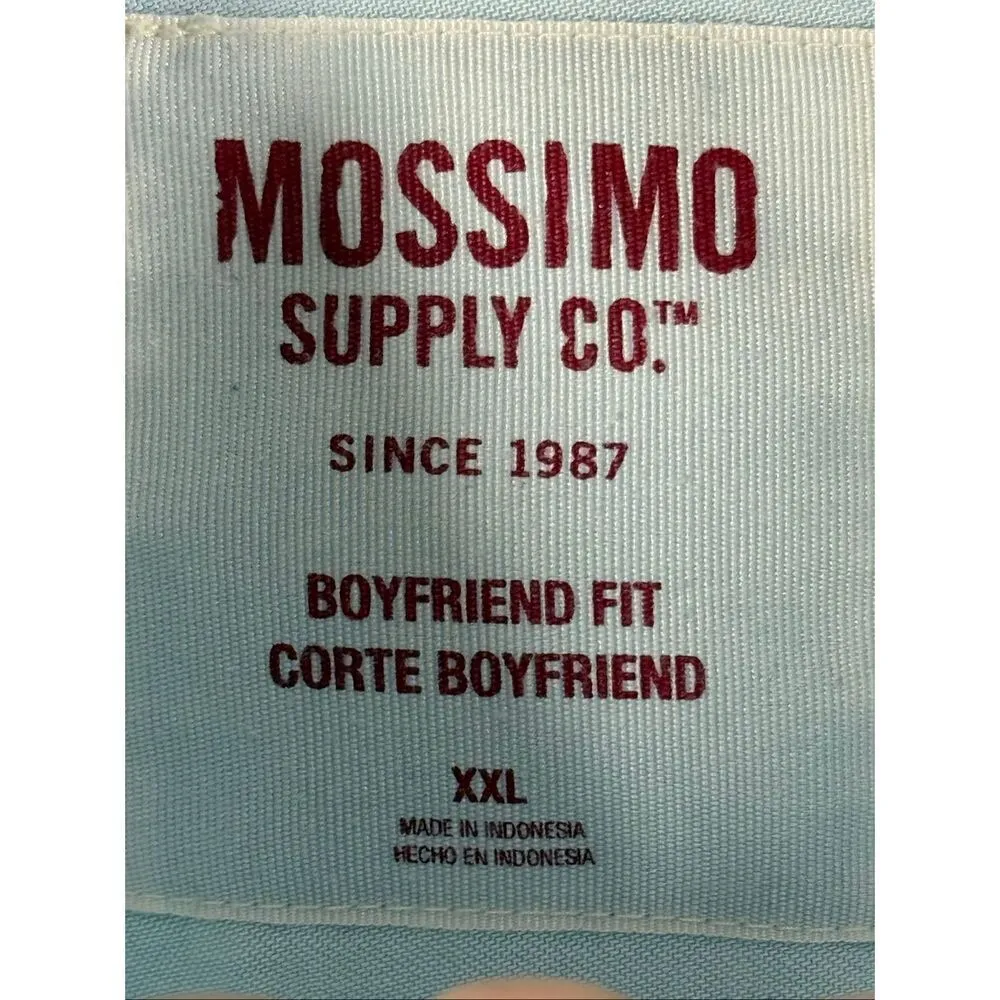 MOSSIMO
SUPPLY CO.™
SINCE 1987
BOYFRIEND FIT
CORTE BOYFRIEND
XXL
MADE IN INDONESIA
HECHO EN INDONESIA